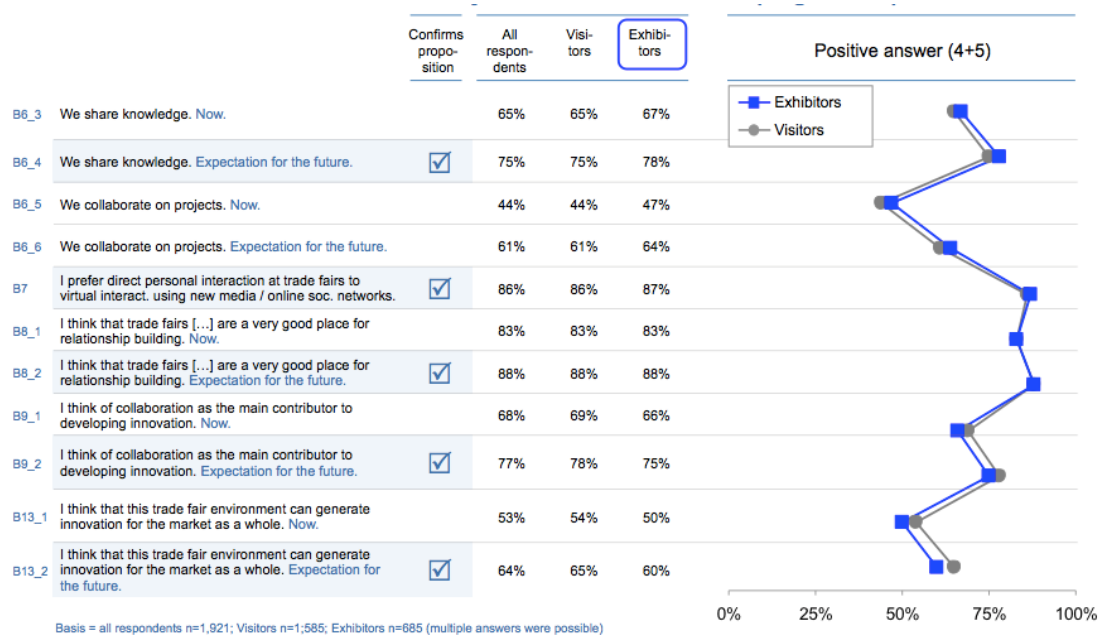 Confirms
propo-
sition
All
respon-
dents
Visi-
tors
Exhibi-
tors
Positive answer (4+5)
Exhibitors
Visitors
B6_3 We share knowledge. Now. 65% 65% 67%
B6_4 We share knowledge. Expectation for the future. 75% 75% 78%
B6_5 We collaborate on projects. Now. 44% 44% 47%
B6_6 We collaborate on projects. Expectation for the future. 61% 61% 64%
B7 I prefer direct personal interaction at trade fairs to
virtual interact. using new media / online soc. networks. 86% 86% 87%
B8_1 I think that trade fairs […] are a very good place for
relationship building. Now. 83% 83% 83%
B8_2 I think that trade fairs […] are a very good place for
relationship building. Expectation for the future. 88% 88% 88%
B9_1 I think of collaboration as the main contributor to
developing innovation. Now. 68% 69% 66%
B9_2 I think of collaboration as the main contributor to
developing innovation. Expectation for the future. 77% 78% 75%
B13_1 I think that this trade fair environment can generate
innovation for the market as a whole. Now. 53% 54% 50%
B13_2 I think that this trade fair environment can generate
innovation for the market as a whole. Expectation for
the future. 64% 65% 60%
0% 25% 50% 75% 100%
Basis = all respondents n=1,921; Visitors n=1;585; Exhibitors n=685 (multiple answers were possible)